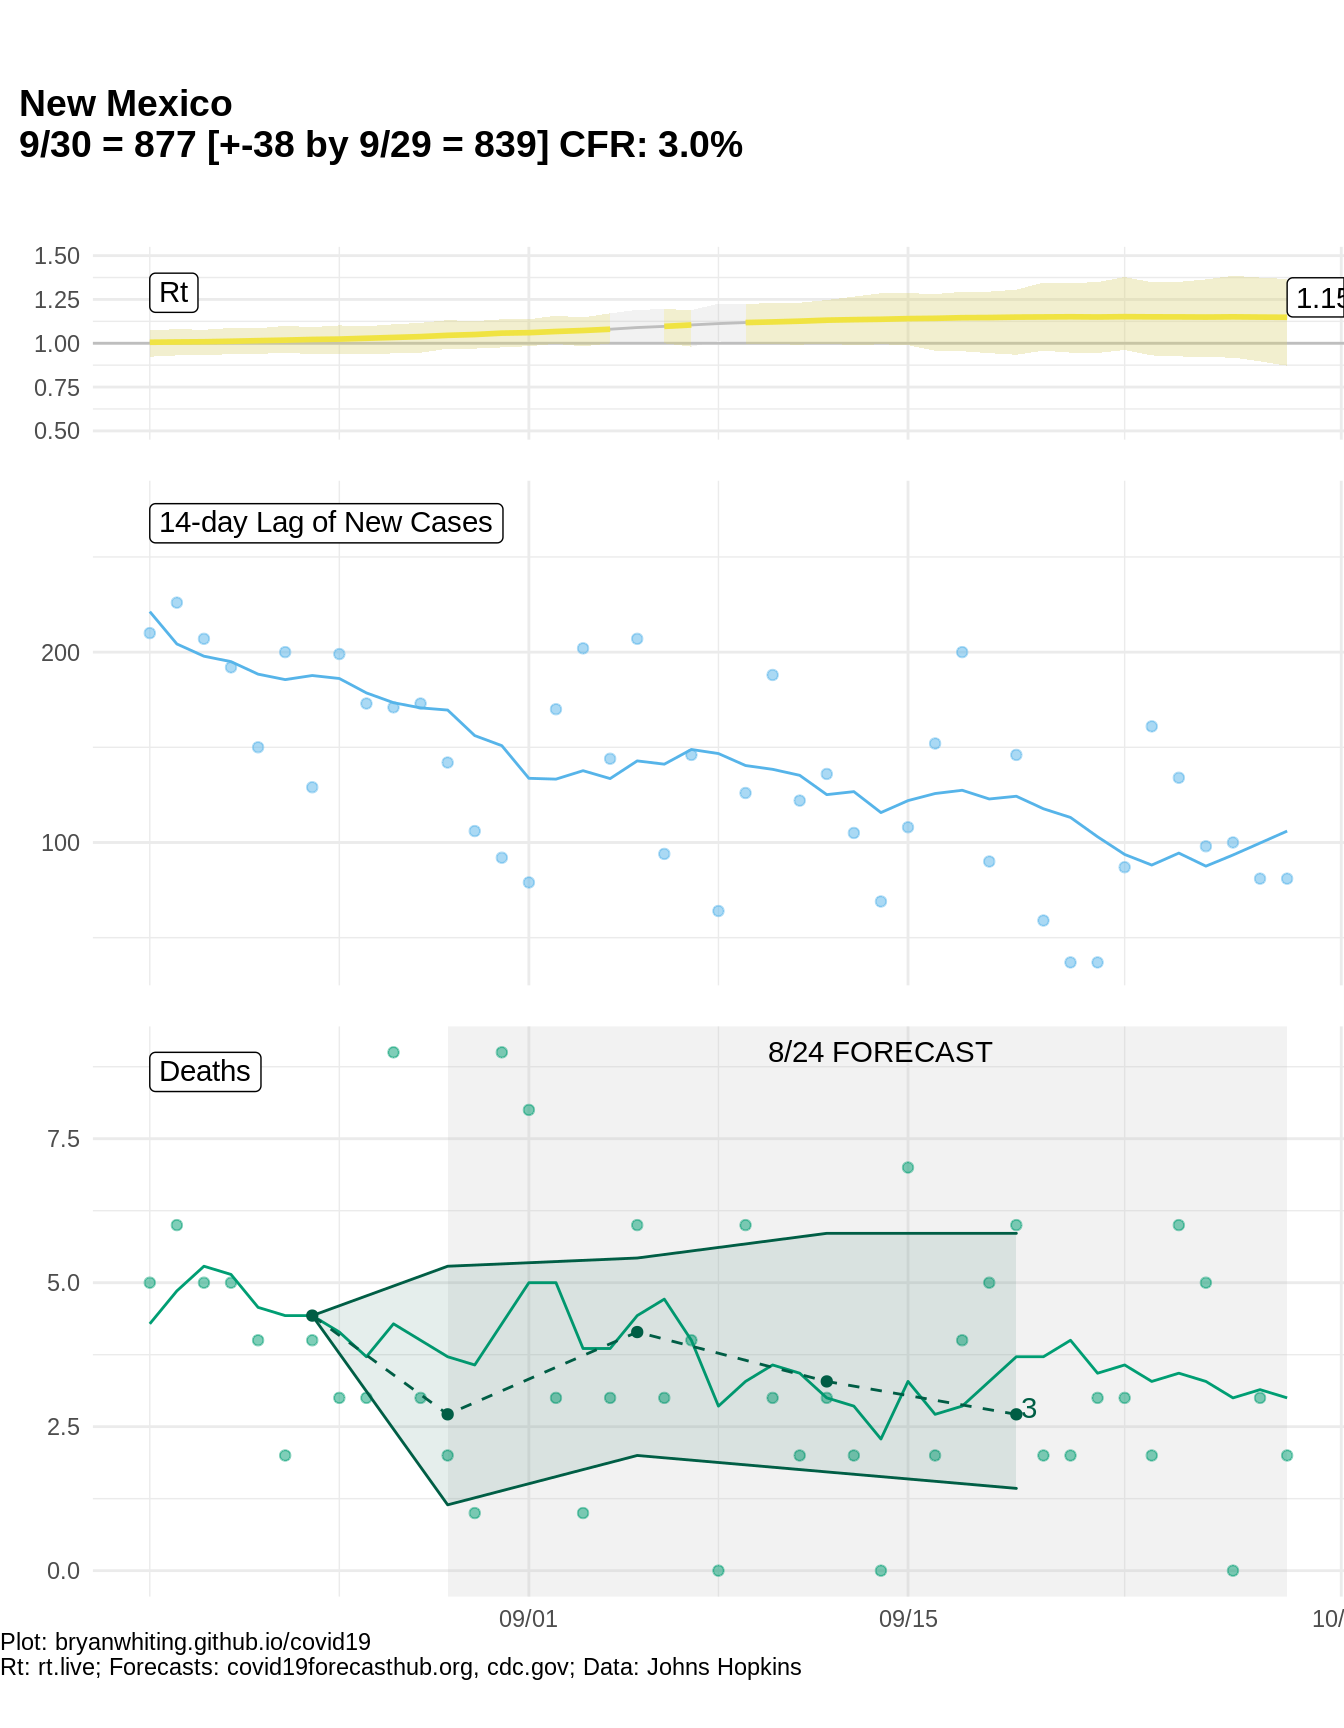 New Mexico
9/30 = 877 [+-38 by 9/29 = 839] CFR: 3.0%
1.50
Rt
1.25
1.15
1.00
0.75
0.50
14-day Lag of New Cases
200
100
8/24 FORECAST
Deaths
7.5
5.0
3
2.5
0.0
09/01
09/15
10/
Plot: bryanwhiting.github.io/covid19
Rt: rt.live; Forecasts: covid19forecasthub.org, cdc.gov; Data: Johns Hopkins